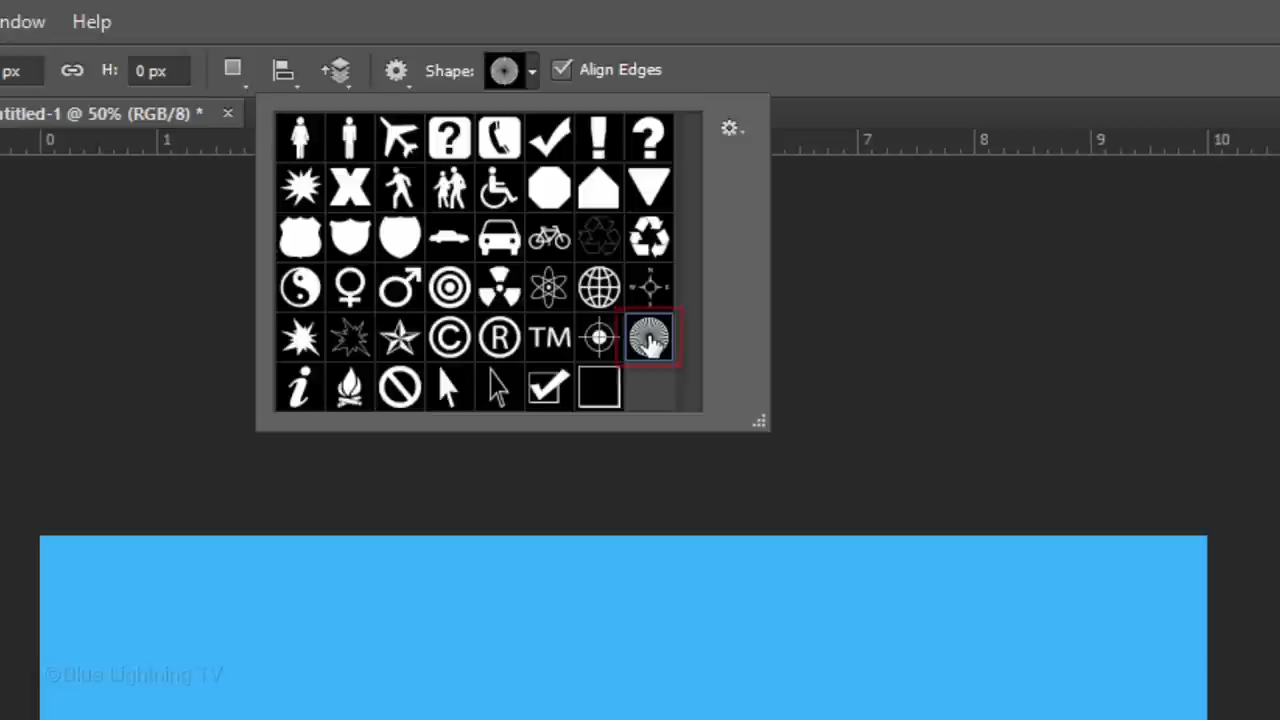 ndow Help
px H: 0 px Shape: Align Edges
ntitled-1 @ 50% (RGB/8) * ×
0 1 7 8 9 10
? ! ?
X
N
W E
S
© ® TM
i
©Blue Lightning TV